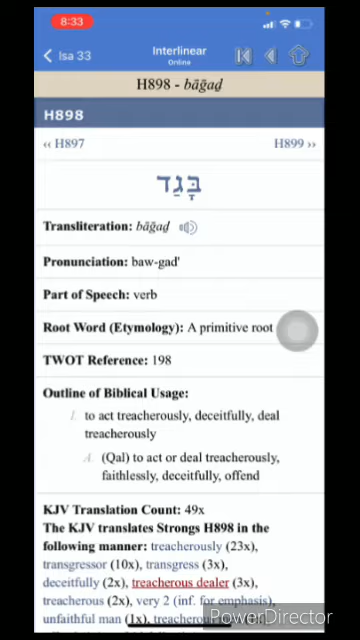 8:33
Isa 33
Interlinear
Online
H898 - bāḡaḏ
H898
‹‹ H897
H899 ››
בָּגַד
Transliteration: bāḡaḏ
Pronunciation: baw-gad'
Part of Speech: verb
Root Word (Etymology): A primitive root
TWOT Reference: 198
Outline of Biblical Usage:
I. to act treacherously, deceitfully, deal
treacherously
A. (Qal) to act or deal treacherously,
faithlessly, deceitfully, offend
KJV Translation Count: 49x
The KJV translates Strongs H898 in the
following manner: treacherously (23x),
transgressor (10x), transgress (3x),
deceitfully (2x), treacherous dealer (3x),
treacherous (2x), very 2 (inf. for emphasis),
unfaithful man (1x),
PowerDirector